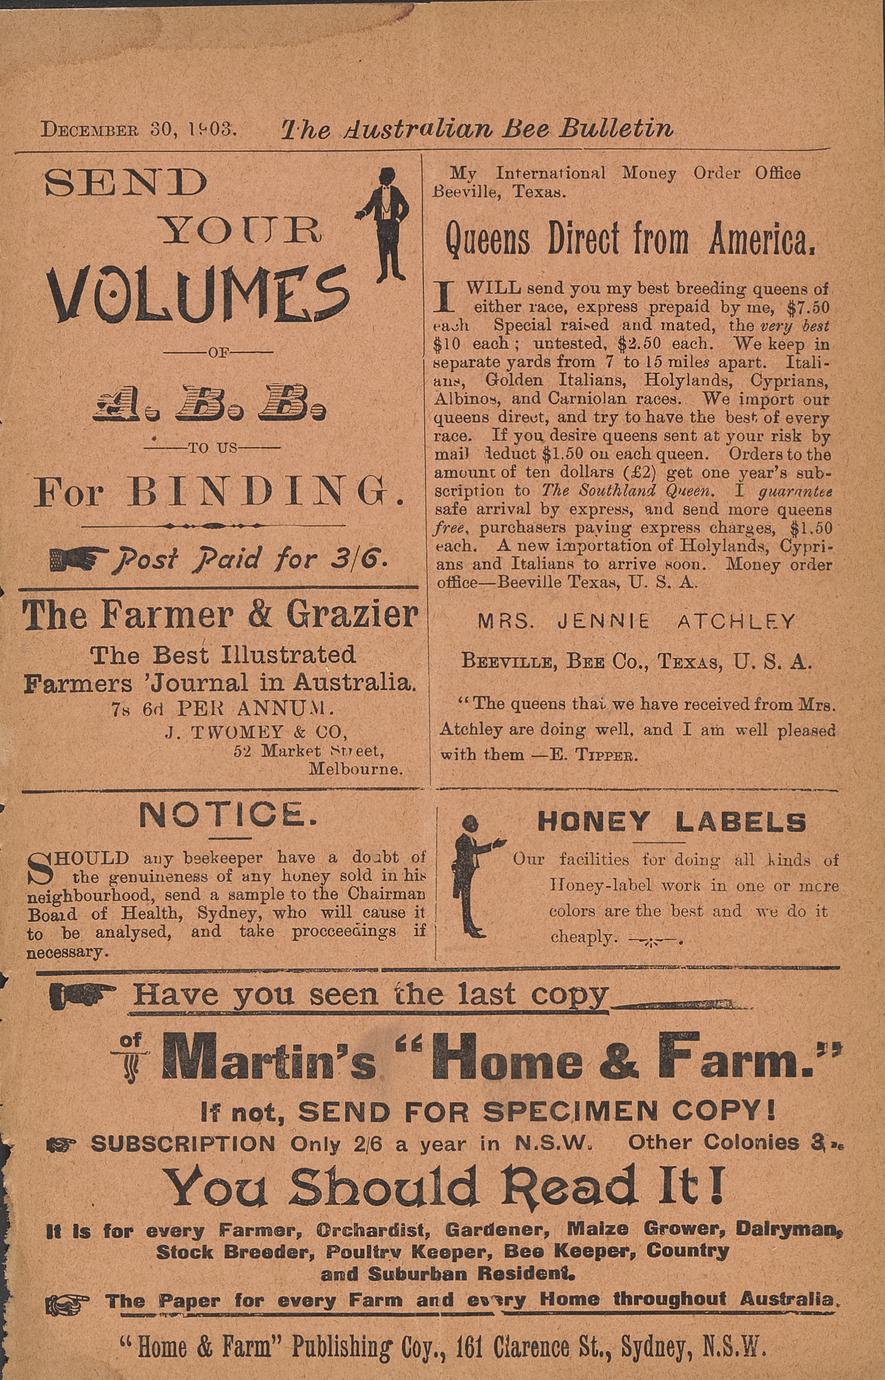 DECEMBER 30, 1903. The Australian Bee Bulletin
SEND
YOUR
VOLUMES
—OF—
A. B. B.
—TO US—
For BINDING.
Post Paid for 3/6.
The Farmer & Grazier
The Best Illustrated
Farmers 'Journal in Australia.
7s 6d PER ANNUM.
J. TWOMEY & CO,
52 Market Street,
Melbourne.
My International Money Order Office
Beeville, Texas.
Queens Direct from America.
I WILL send you my best breeding queens of
either race, express prepaid by me, $7.50
each Special raised and mated, the very best
$10 each; untested, $2.50 each. We keep in
separate yards from 7 to 15 miles apart. Itali-
ans, Golden Italians, Holylands, Cyprians,
Albinos, and Carniolan races. We import our
queens direct, and try to have the best of every
race. If you desire queens sent at your risk by
mail deduct $1.50 on each queen. Orders to the
amount of ten dollars (£2) get one year's sub-
scription to The Southland Queen. I guarantee
safe arrival by express, and send more queens
free, purchasers paying express charges, $1.50
each. A new importation of Holylands, Cypri-
ans and Italians to arrive soon. Money order
office—Beeville Texas, U. S. A.
MRS. JENNIE ATCHLEY
BEEVILLE, BEE CO., TEXAS, U. S. A.
"The queens that we have received from Mrs.
Atchley are doing well, and I am well pleased
with them —E. TIPPER.
NOTICE.
SHOULD any beekeeper have a doubt of
the genuineness of any honey sold in his
neighbourhood, send a sample to the Chairman
Board of Health, Sydney, who will cause it
to be analysed, and take procceedings if
necessary.
HONEY LABELS
Our facilities for doing all kinds of
Honey-label work in one or more
colors are the best and we do it
cheaply.
Have you seen the last copy
of Martin's "Home & Farm."
If not, SEND FOR SPECIMEN COPY!
SUBSCRIPTION Only 2/6 a year in N.S.W. Other Colonies 3
You Should Read It!
It is for every Farmer, Orchardist, Gardener, Maize Grower, Dairyman,
Stock Breeder, Poultry Keeper, Bee Keeper, Country
and Suburban Resident.
The Paper for every Farm and every Home throughout Australia.
"Home & Farm" Publishing Coy., 161 Clarence St., Sydney, N.S.W.